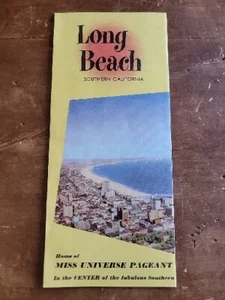 Long
Beach
SOUTHERN CALIFORNIA
Home of
MISS UNIVERSE PAGEANT
In the CENTER of the fabulous Southern